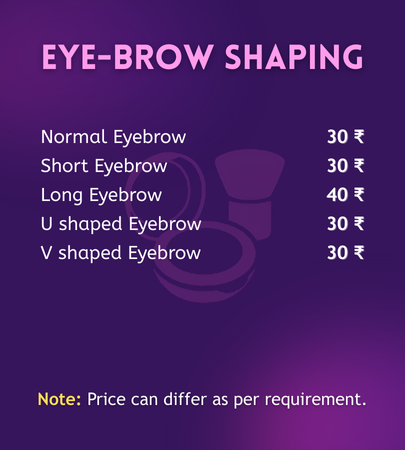 EYE-BROW SHAPING
Normal Eyebrow 30 ₹
Short Eyebrow 30 ₹
Long Eyebrow 40 ₹
U shaped Eyebrow 30 ₹
V shaped Eyebrow 30 ₹
Note: Price can differ as per requirement.